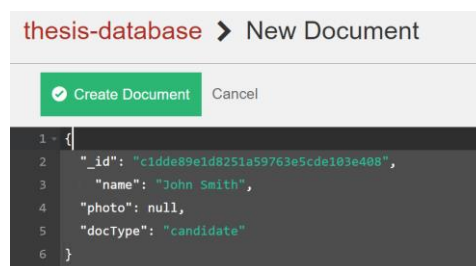 thesis-database > New Document
Create Document Cancel
1 {
2 "_id": "c1dde89e1d8251a59763e5cde103e408",
3 "name": "John Smith",
4 "photo": null,
5 "docType": "candidate"
6 }